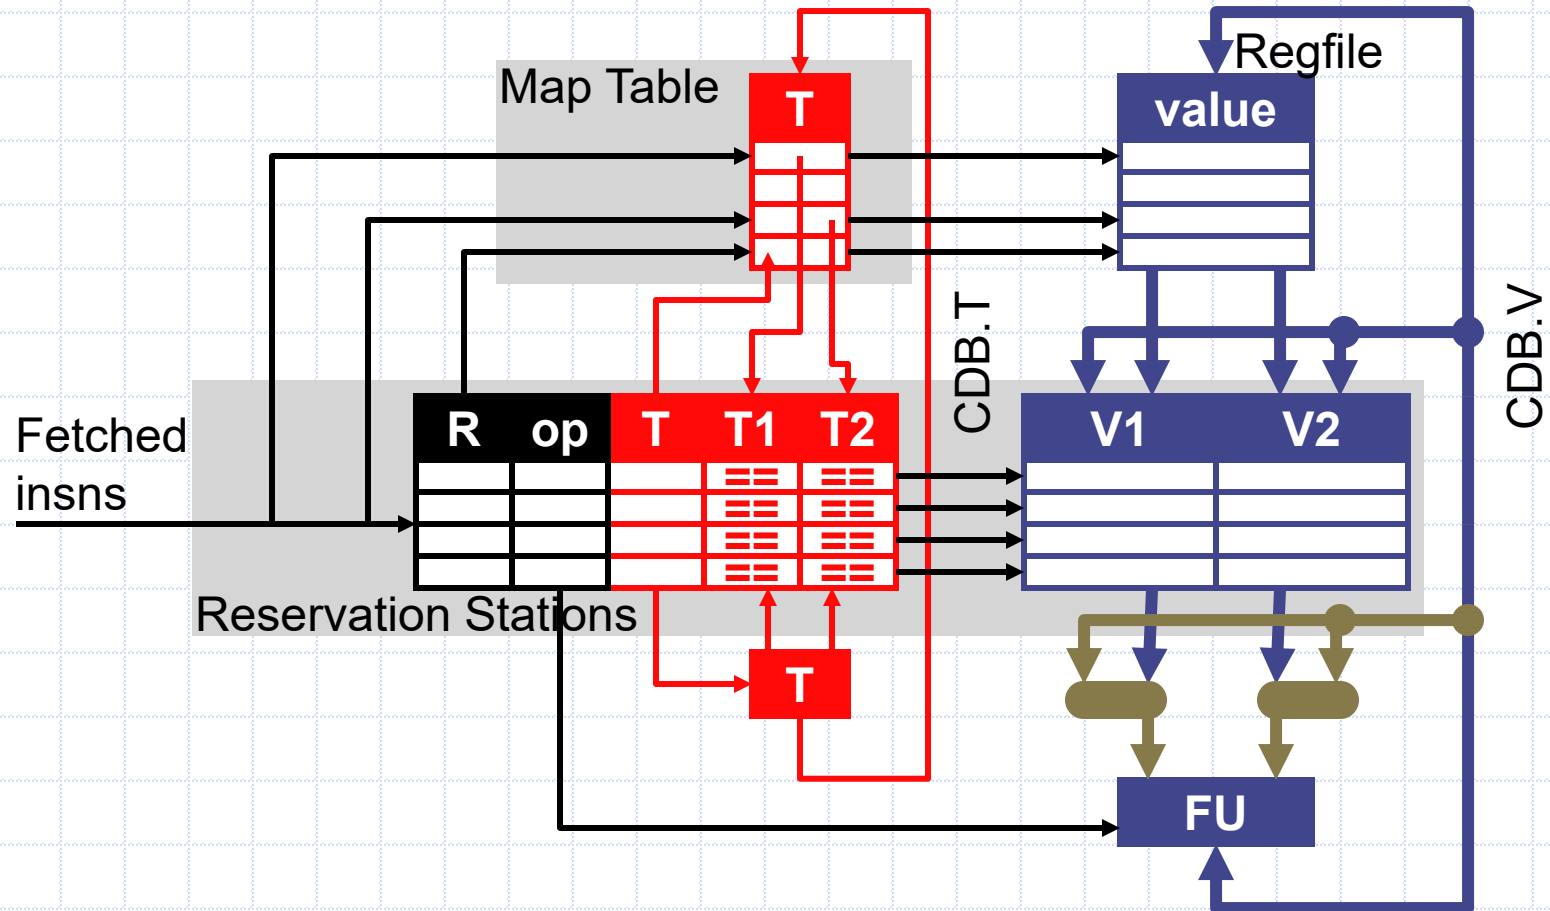 Regfile
Map Table
T
value
CDB.T
CDB.V
Fetched
insns
R op T T1 T2 V1 V2
Reservation Stations
T
FU